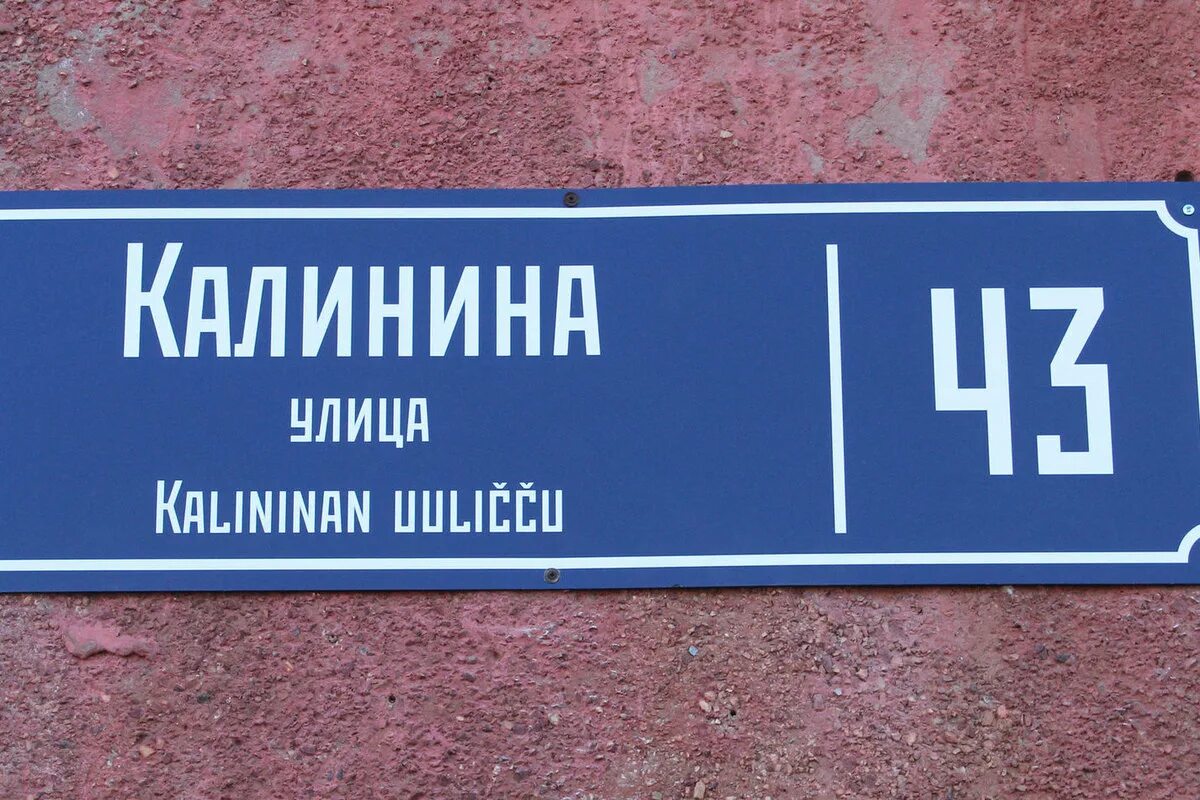 Калинина
улица
Kalininan uuličču
43